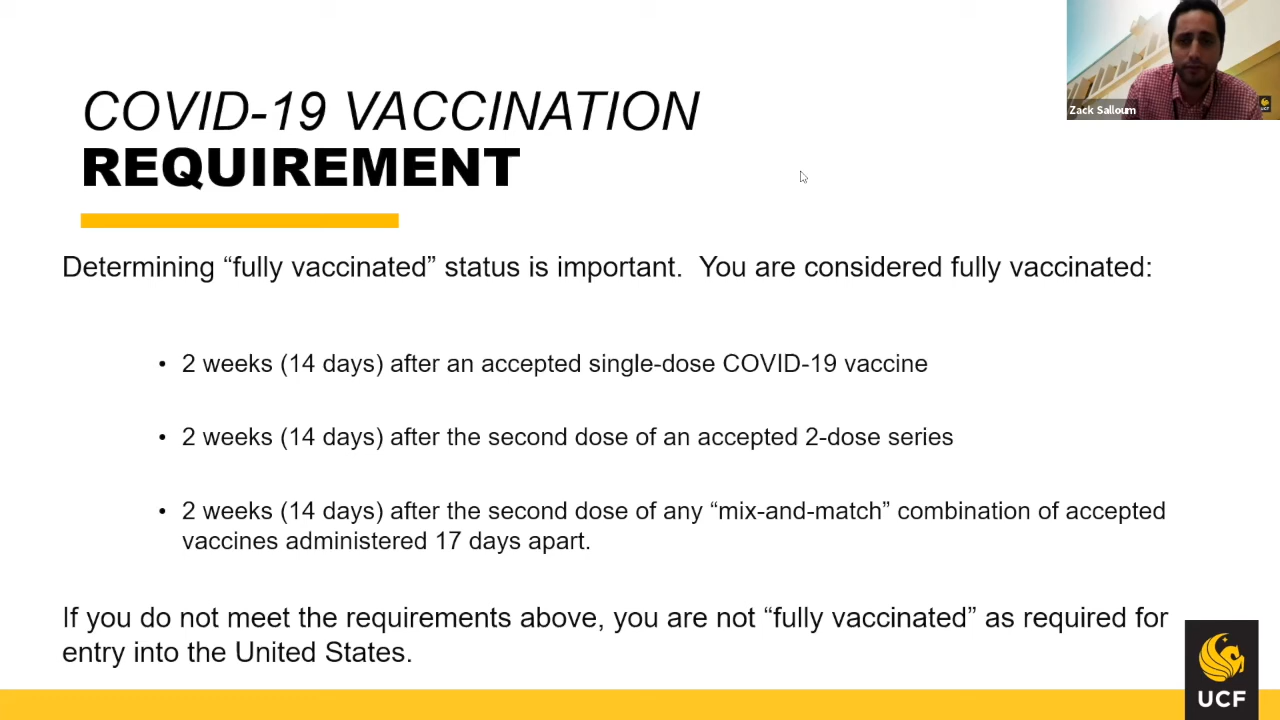 COVID-19 VACCINATION
REQUIREMENT
Zack Salloum
UCF
Determining “fully vaccinated” status is important.  You are considered fully vaccinated:
• 2 weeks (14 days) after an accepted single-dose COVID-19 vaccine
• 2 weeks (14 days) after the second dose of an accepted 2-dose series
• 2 weeks (14 days) after the second dose of any “mix-and-match” combination of accepted
vaccines administered 17 days apart.
If you do not meet the requirements above, you are not “fully vaccinated” as required for
entry into the United States.
UCF